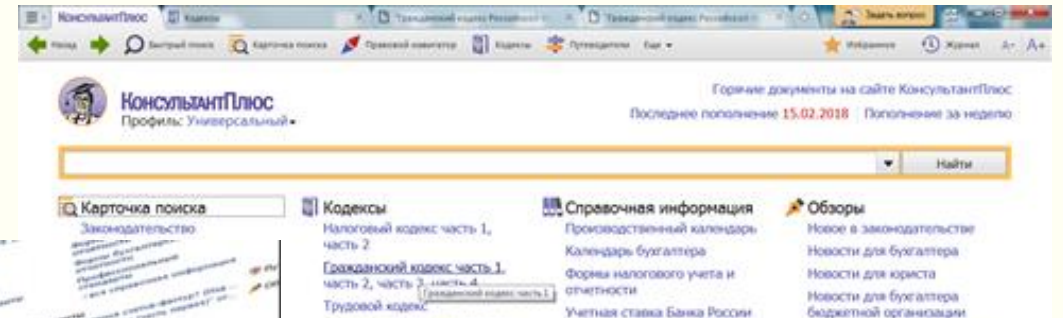 КонсультантПлюс
Кодексы
Задать вопрос
Назад Быстрый поиск Карточка поиска Правовой навигатор Кодексы Путеводители Еще
Избранное Журнал А- А+
КонсультантПлюс
Профиль: Универсальный
Горячие документы на сайте КонсультантПлюс
Последнее пополнение 15.02.2018 Пополнение за неделю
Найти
Карточка поиска
Законодательство
Кодексы
Налоговый кодекс часть 1,
часть 2
Гражданский кодекс часть 1,
часть 2, часть 3, часть 4
Гражданский кодекс часть 1
Трудовой кодекс
Справочная информация
Производственный календарь
Календарь бухгалтера
Формы налогового учета и
отчетности
Учетная ставка Банка России
Обзоры
Новое в законодательстве
Новости для бухгалтера
Новости для юриста
Новости для бухгалтера
бюджетной организации